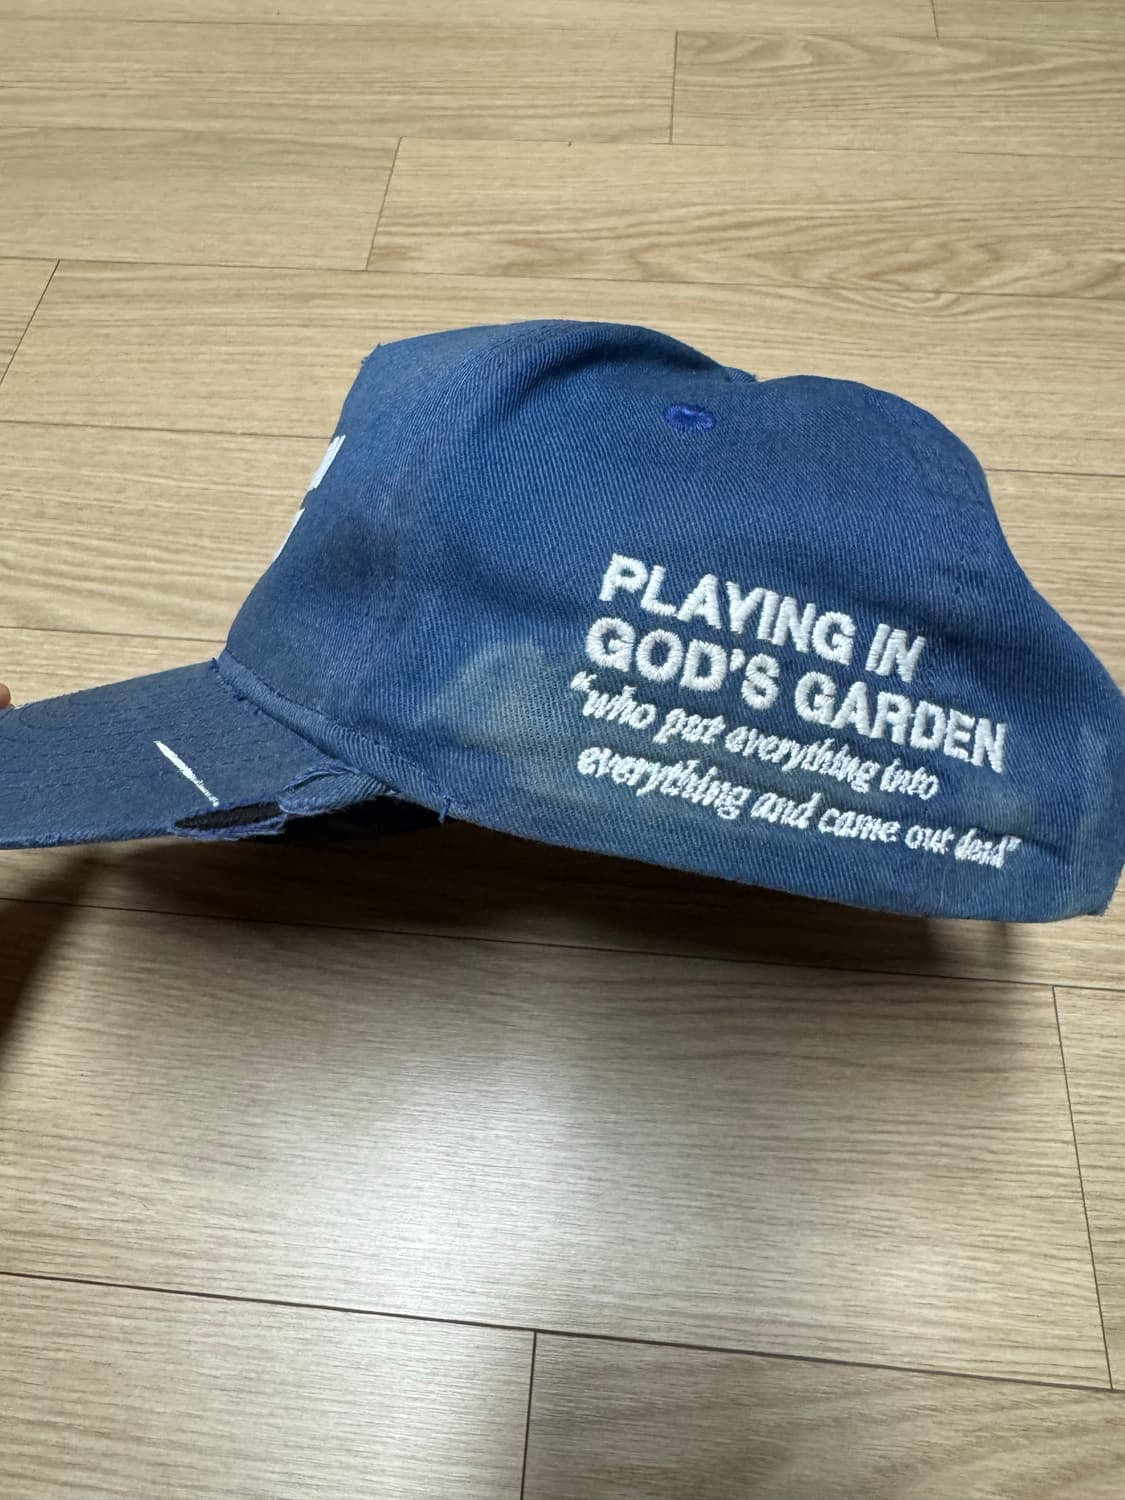 PLAYING IN
GOD'S GARDEN
"who put everything into
everything and came out dead"